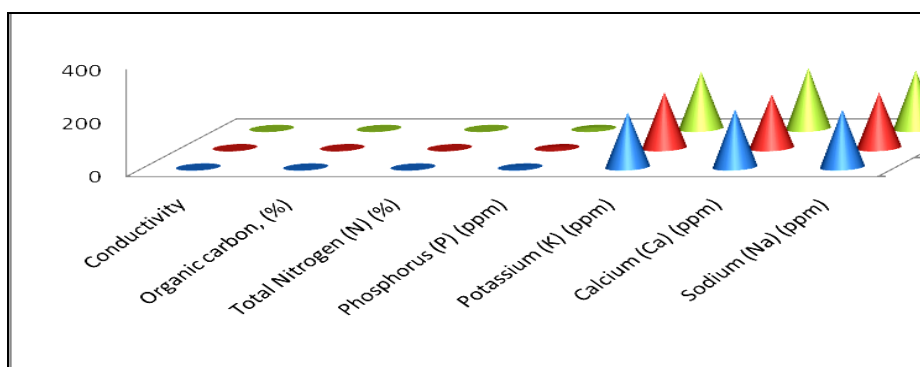 400
200
0
Conductivity
Organic carbon, (%)
Total Nitrogen (N) (%)
Phosphorus (P) (ppm)
Potassium (K) (ppm)
Calcium (Ca) (ppm)
Sodium (Na) (ppm)